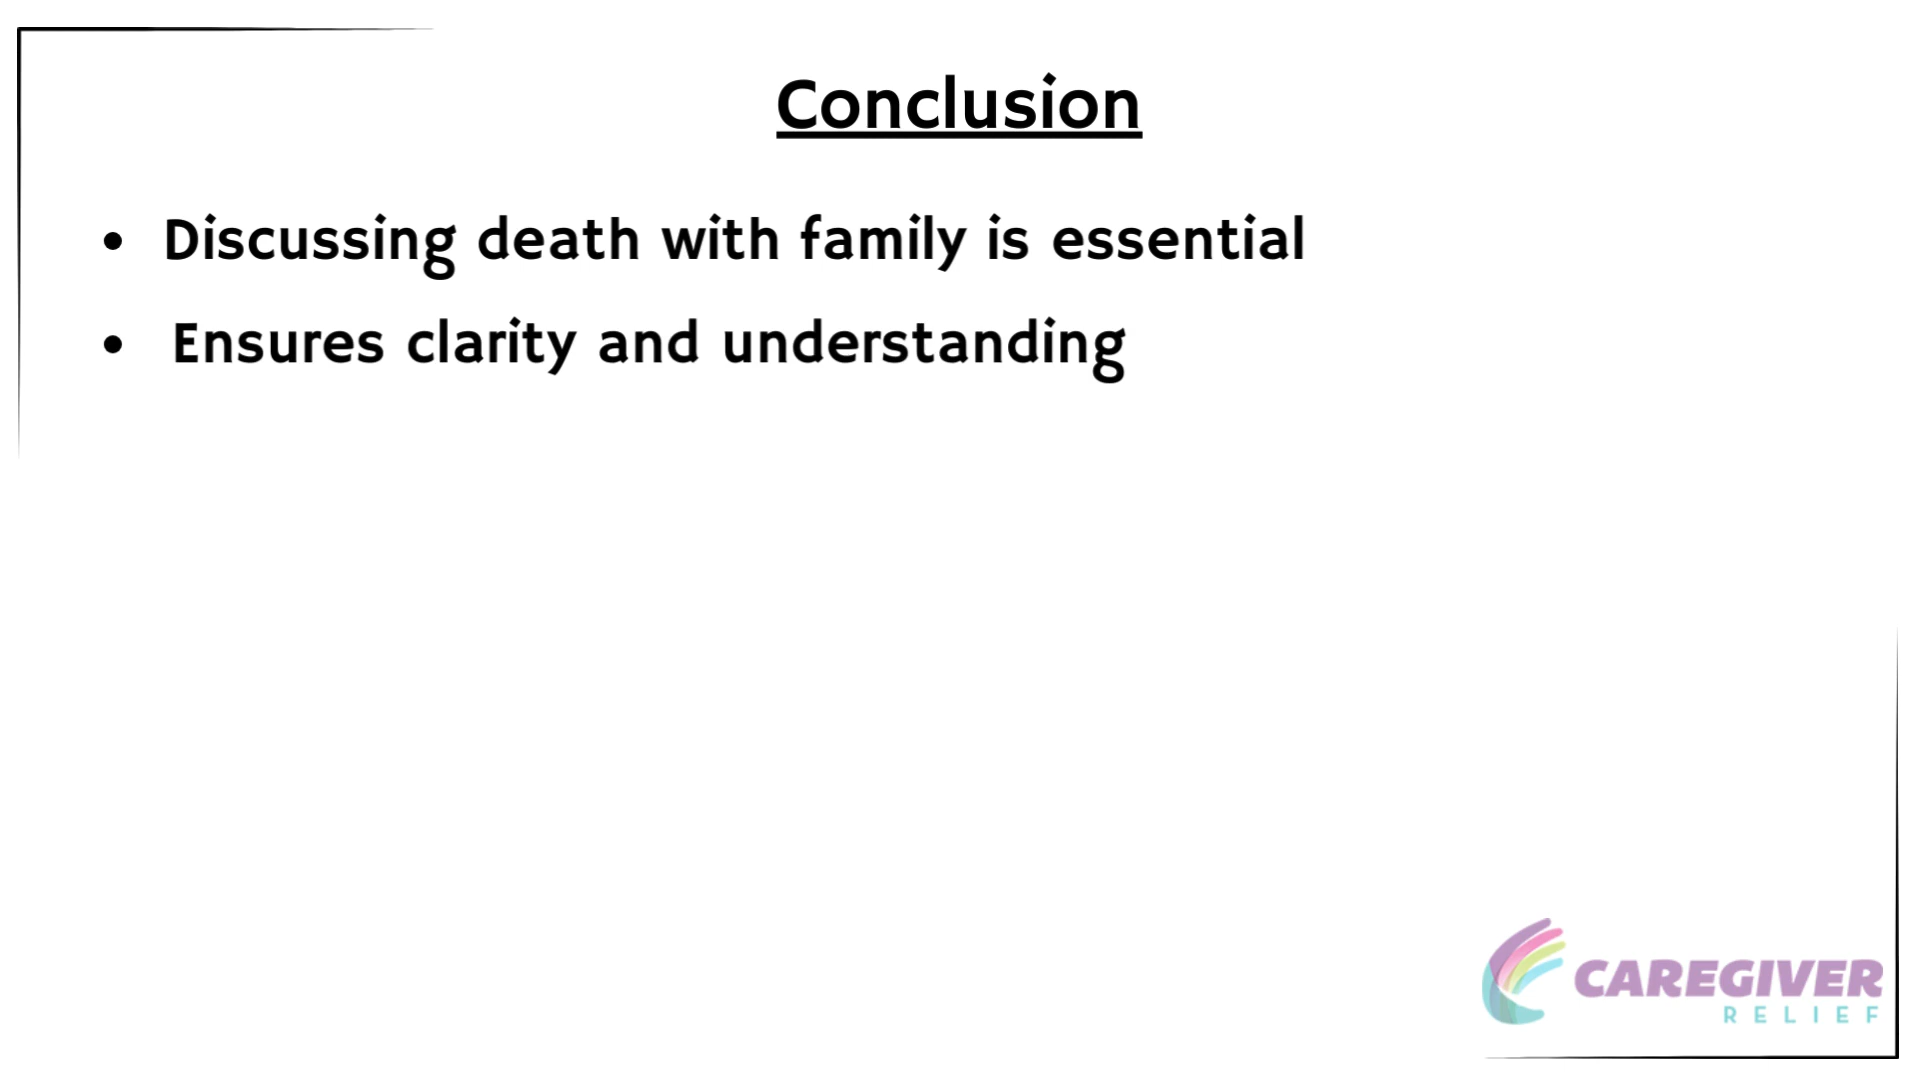 Conclusion
• Discussing death with family is essential
• Ensures clarity and understanding
CAREGIVER
RELIEF